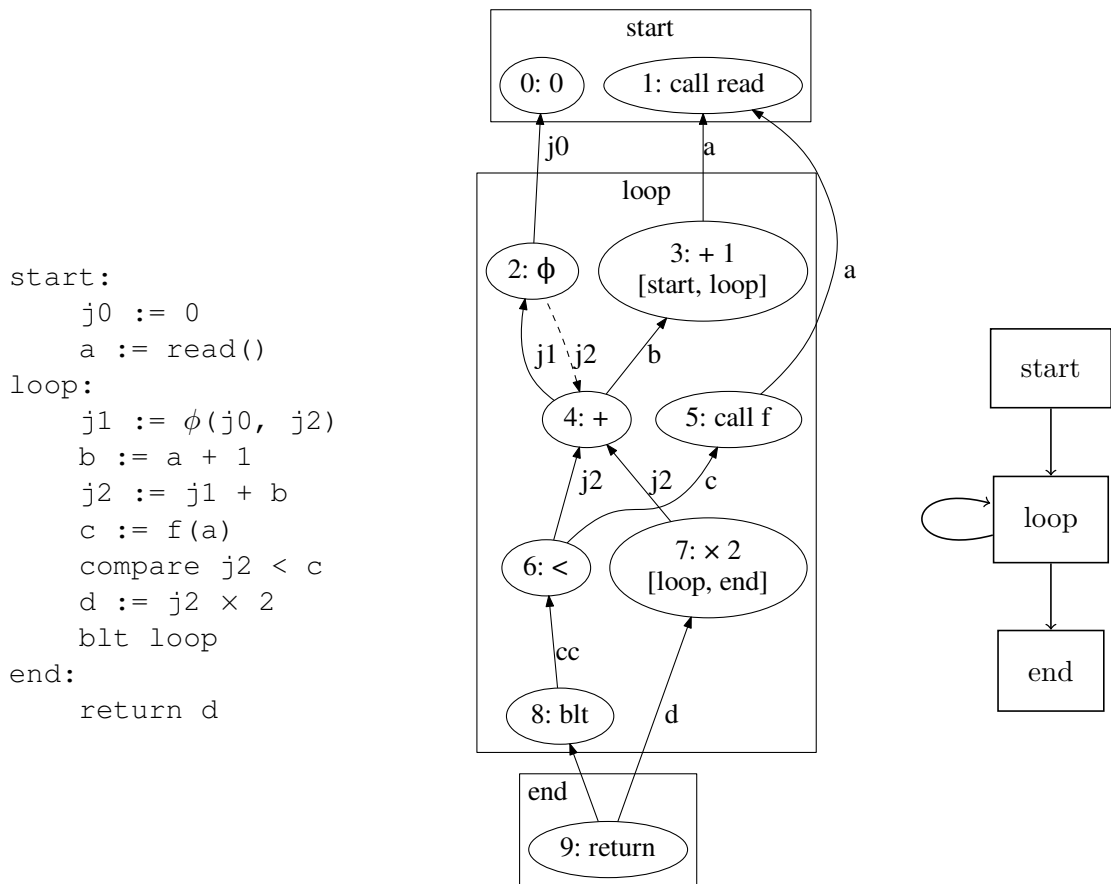 start:
j0 := 0
a := read()
loop:
j1 := ϕ(j0, j2)
b := a + 1
j2 := j1 + b
c := f(a)
compare j2 < c
d := j2 × 2
blt loop
end:
return d
start
0: 0
1: call read
j0
a
loop
2: ϕ
3: + 1
[start, loop]
a
j1
j2
b
4: +
5: call f
j2
j2
c
6: <
7: × 2
[loop, end]
cc
8: blt
d
end
9: return
start
loop
end